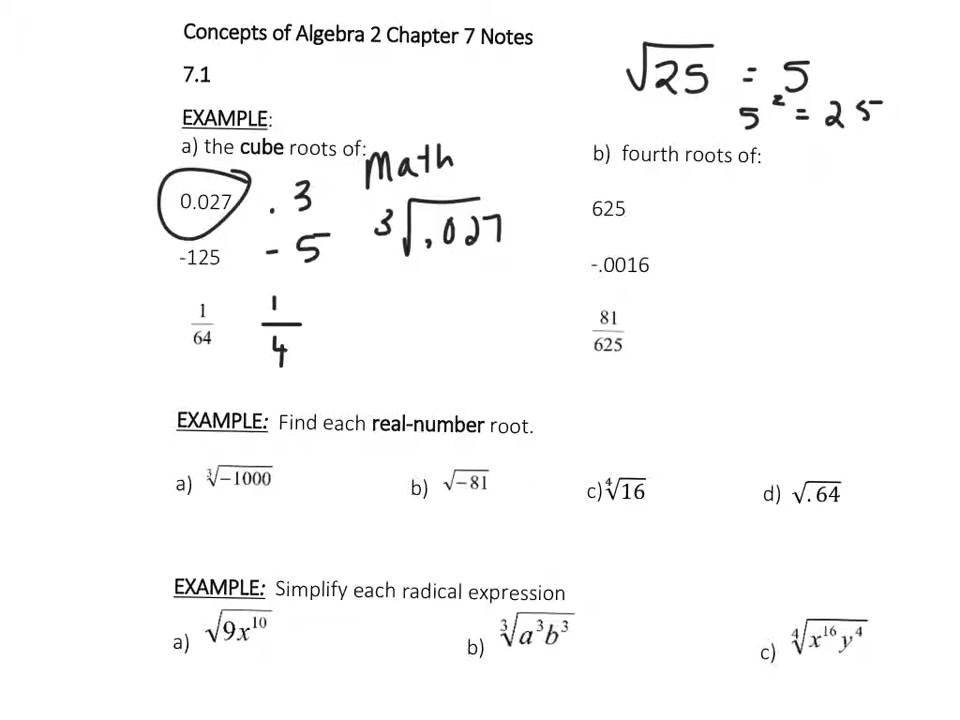 Concepts of Algebra 2 Chapter 7 Notes
√25 = 5
7.1
5² = 25
EXAMPLE:
a) the cube roots of:
Math
b) fourth roots of:
0.027 .3
∛.027
625
-125 -5
-.0016
1/64 1/4
81/625
EXAMPLE: Find each real-number root.
a) ∛-1000 b) √-81 c) ∜16 d) √.64
EXAMPLE: Simplify each radical expression
a) √9x¹⁰ b) ∛a³b³ c) ∜x¹⁶y⁴